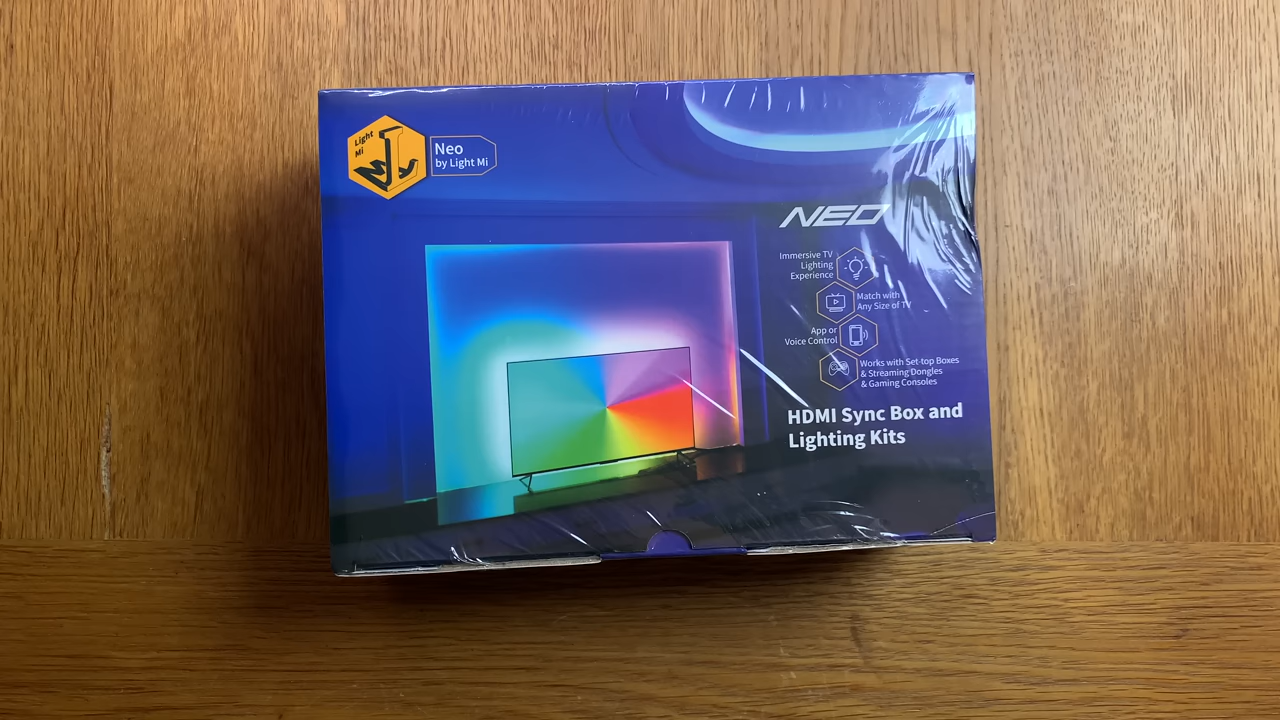 Light
Mi
Neo
by Light Mi
NEO
Immersive TV
Lighting
Experience
Match with
Any Size of TV
App or
Voice Control
Works with Set-top Boxes
& Streaming Dongles
& Gaming Consoles
HDMI Sync Box and
Lighting Kits